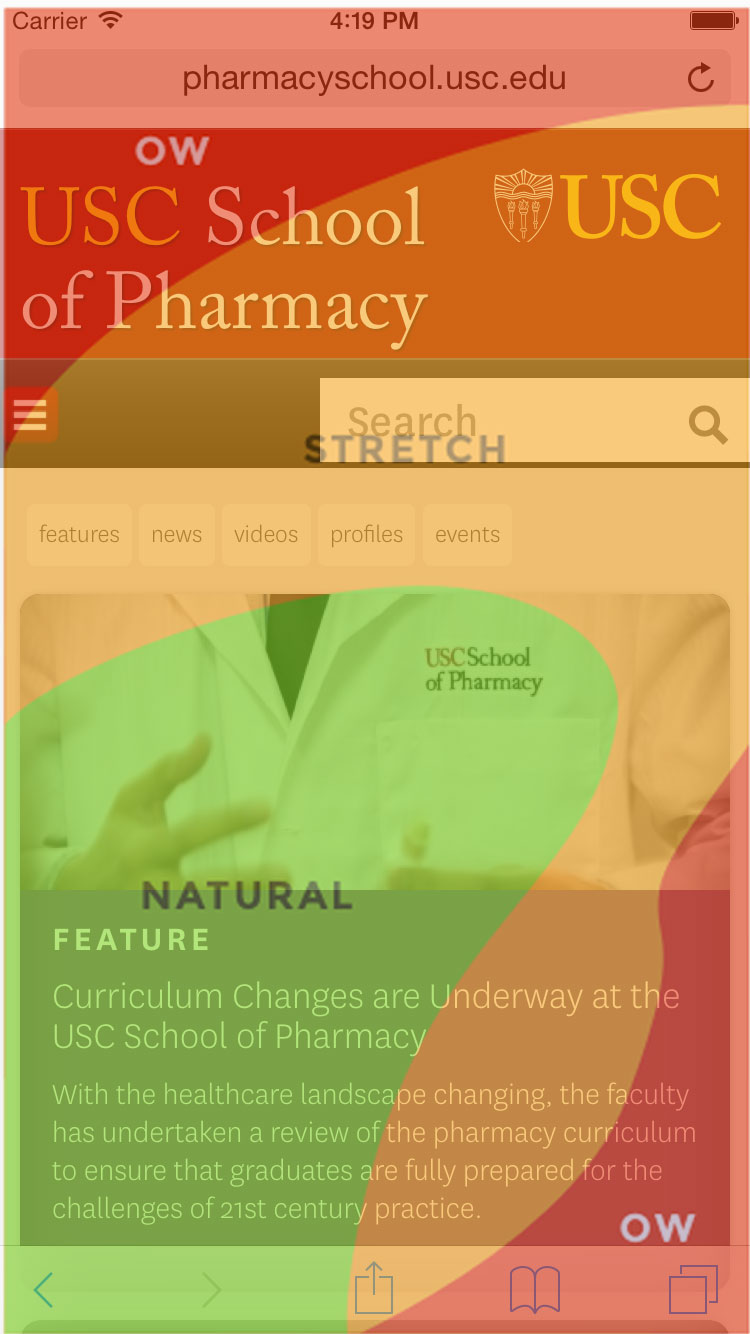 Carrier 4:19 PM
pharmacyschool.usc.edu
OW
USC School
of Pharmacy
USC
Search
STRETCH
features news videos profiles events
USC School
of Pharmacy
NATURAL
FEATURE
Curriculum Changes are Underway at the
USC School of Pharmacy
With the healthcare landscape changing, the faculty
has undertaken a review of the pharmacy curriculum
to ensure that graduates are fully prepared for the
challenges of 21st century practice.
OW